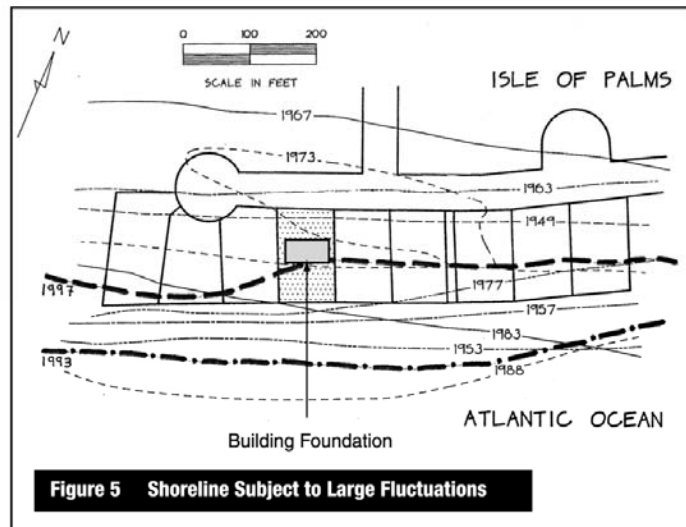 N
0 100 200
SCALE IN FEET
ISLE OF PALMS
1967
1973
1963
1949
1997
1977
1957
1983
1953
1993
1988
ATLANTIC OCEAN
Building Foundation
Figure 5 Shoreline Subject to Large Fluctuations